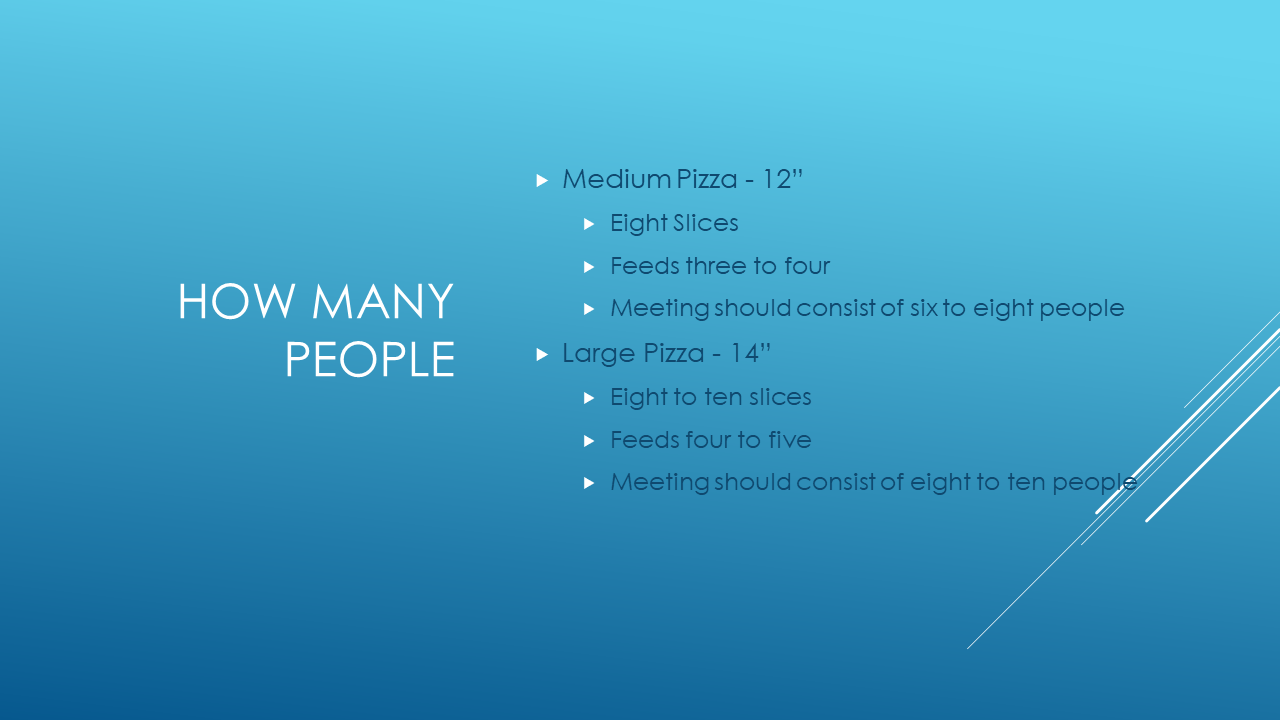 HOW MANY
PEOPLE
Medium Pizza - 12”
Eight Slices
Feeds three to four
Meeting should consist of six to eight people
Large Pizza - 14”
Eight to ten slices
Feeds four to five
Meeting should consist of eight to ten people